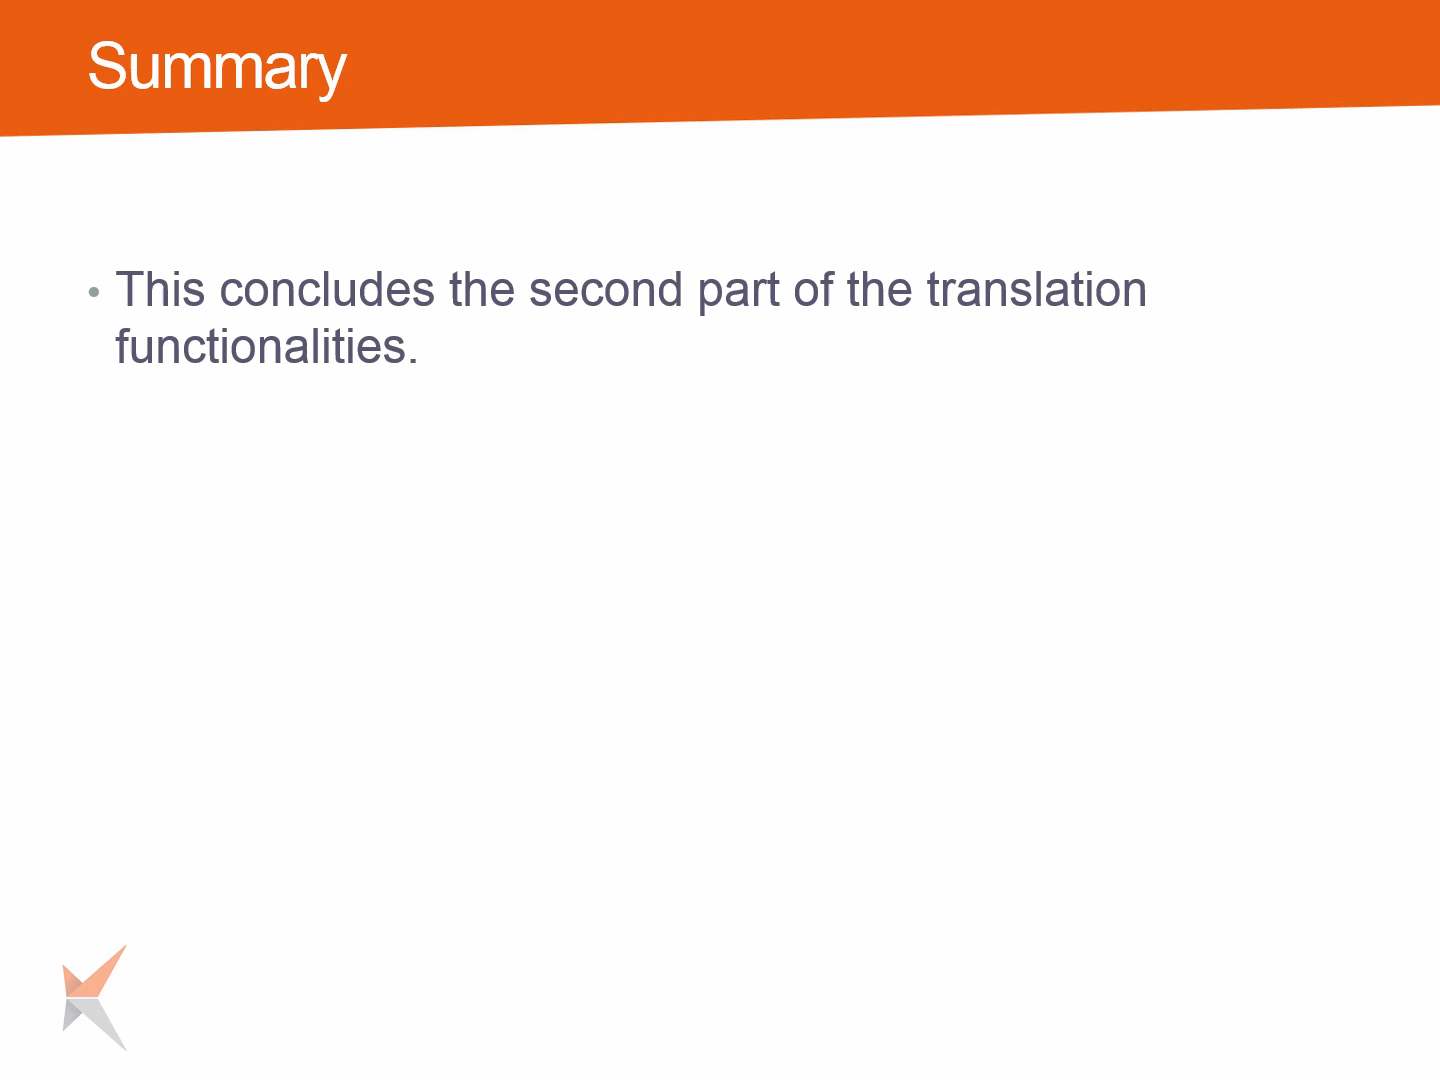 Summary
• This concludes the second part of the translation
functionalities.